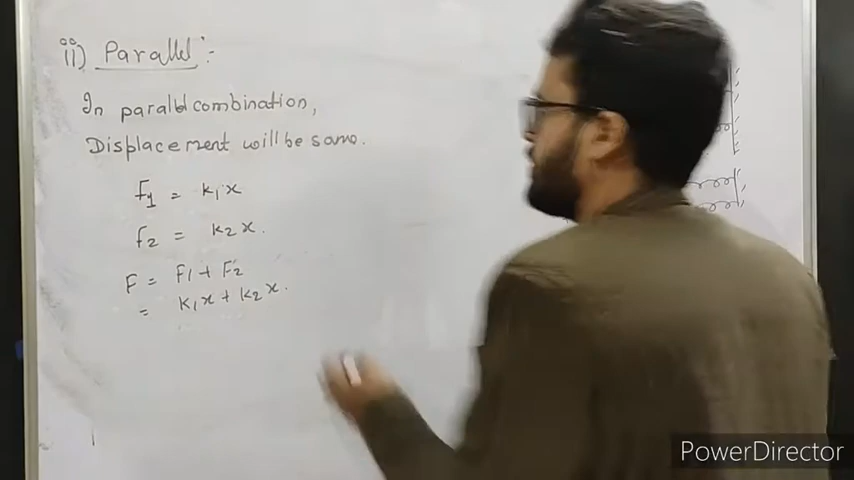 ii) Parallel :-
In parallel combination,
Displacement will be same.
F1 = k1x
f2 = k2x.
F = F1 + F2
= k1x + k2x.
PowerDirector